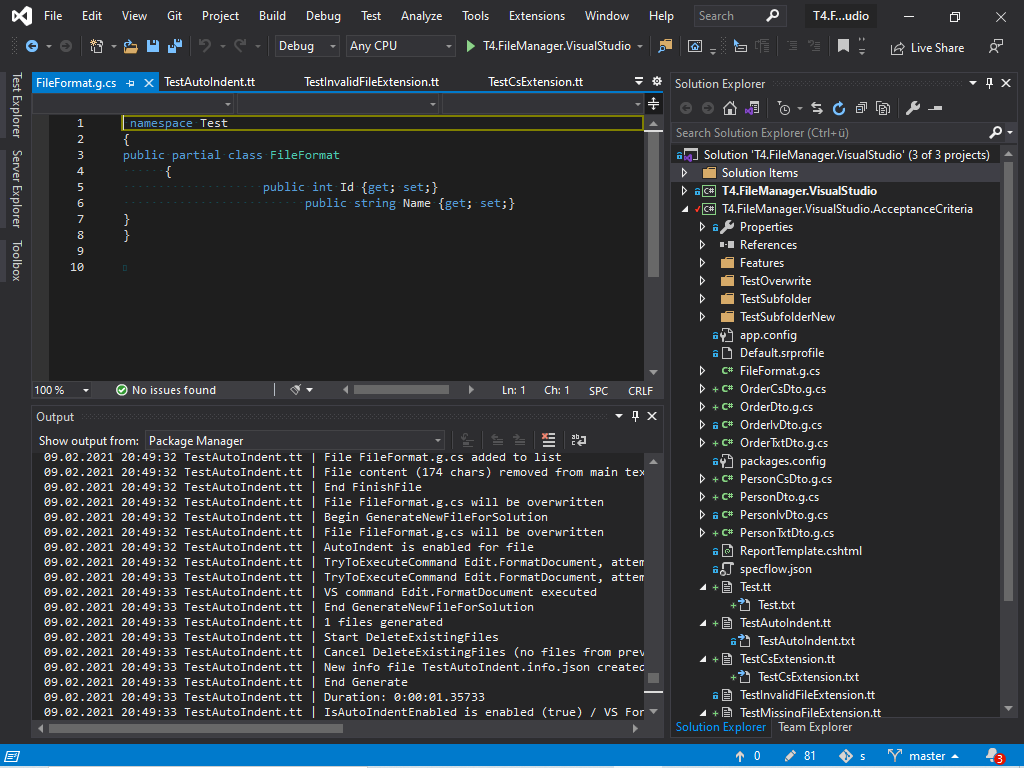 File Edit View Git Project Build Debug Test Analyze Tools Extensions Window Help Search T4.F...udio
Debug Any CPU T4.FileManager.VisualStudio Live Share
Test Explorer
Server Explorer
Toolbox
FileFormat.g.cs TestAutoIndent.tt TestInvalidFileExtension.tt TestCsExtension.tt
1 namespace Test
2 {
3 public partial class FileFormat
4 {
5 public int Id {get; set;}
6 public string Name {get; set;}
7 }
8 }
9
10
100 % No issues found Ln: 1 Ch: 1 SPC CRLF
Output
Show output from: Package Manager
09.02.2021 20:49:32 TestAutoIndent.tt | File FileFormat.g.cs added to list
09.02.2021 20:49:32 TestAutoIndent.tt | File content (174 chars) removed from main tex
09.02.2021 20:49:32 TestAutoIndent.tt | End FinishFile
09.02.2021 20:49:32 TestAutoIndent.tt | File FileFormat.g.cs will be overwritten
09.02.2021 20:49:32 TestAutoIndent.tt | Begin GenerateNewFileForSolution
09.02.2021 20:49:32 TestAutoIndent.tt | File FileFormat.g.cs will be overwritten
09.02.2021 20:49:32 TestAutoIndent.tt | AutoIndent is enabled for file
09.02.2021 20:49:32 TestAutoIndent.tt | TryToExecuteCommand Edit.FormatDocument, attem
09.02.2021 20:49:33 TestAutoIndent.tt | TryToExecuteCommand Edit.FormatDocument, attem
09.02.2021 20:49:33 TestAutoIndent.tt | VS command Edit.FormatDocument executed
09.02.2021 20:49:33 TestAutoIndent.tt | End GenerateNewFileForSolution
09.02.2021 20:49:33 TestAutoIndent.tt | 1 files generated
09.02.2021 20:49:33 TestAutoIndent.tt | Start DeleteExistingFiles
09.02.2021 20:49:33 TestAutoIndent.tt | Cancel DeleteExistingFiles (no files from prev
09.02.2021 20:49:33 TestAutoIndent.tt | New info file TestAutoIndent.info.json created
09.02.2021 20:49:33 TestAutoIndent.tt | End Generate
09.02.2021 20:49:33 TestAutoIndent.tt | Duration: 0:00:01.35733
09.02.2021 20:49:33 TestAutoIndent.tt | IsAutoIndentEnabled is enabled (true) / VS For
Solution Explorer
Search Solution Explorer (Ctrl+ü)
Solution 'T4.FileManager.VisualStudio' (3 of 3 projects)
Solution Items
C# T4.FileManager.VisualStudio
C# T4.FileManager.VisualStudio.AcceptanceCriteria
Properties
References
Features
TestOverwrite
TestSubfolder
TestSubfolderNew
app.config
Default.srprofile
C# FileFormat.g.cs
C# OrderCsDto.g.cs
C# OrderDto.g.cs
C# OrderIvDto.g.cs
C# OrderTxtDto.g.cs
packages.config
C# PersonCsDto.g.cs
C# PersonDto.g.cs
C# PersonIvDto.g.cs
C# PersonTxtDto.g.cs
ReportTemplate.cshtml
specflow.json
Test.tt
Test.txt
TestAutoIndent.tt
TestAutoIndent.txt
TestCsExtension.tt
TestCsExtension.txt
TestInvalidFileExtension.tt
TestMissingFileExtension.tt
Solution Explorer Team Explorer
0 81 s master 3